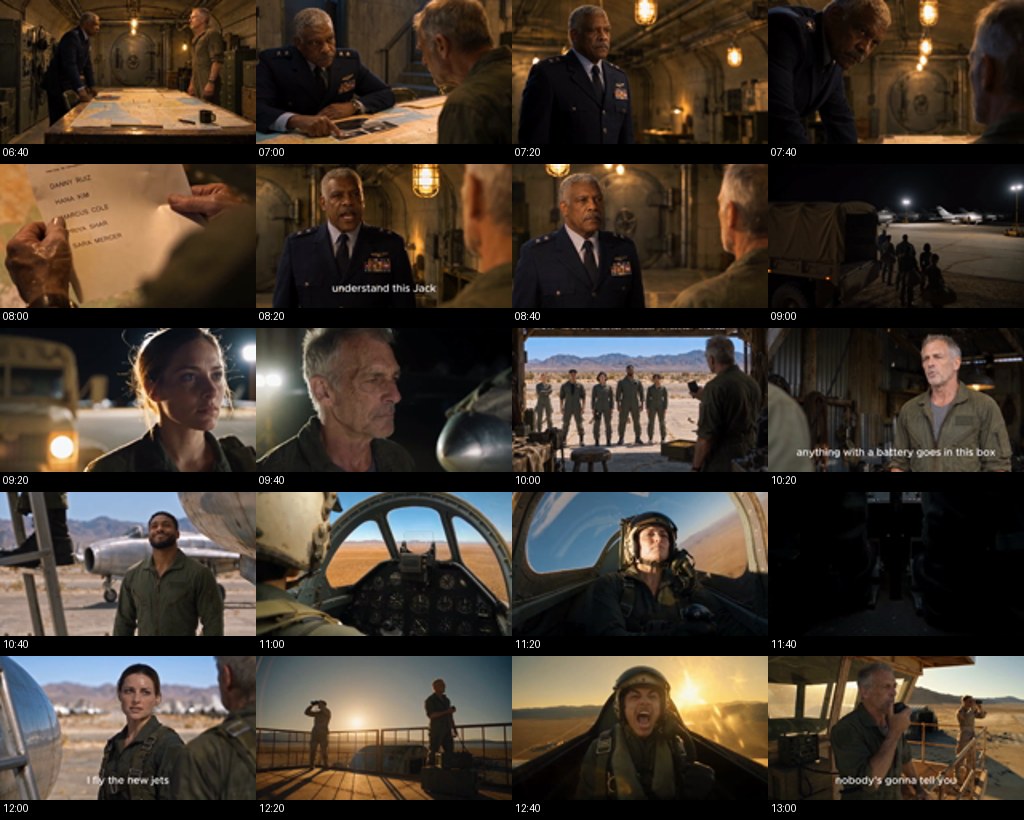 06:40
07:00
07:20
07:40
DANNY RUIZ
HANA KIM
MARCUS COLE
PRIYA SHAH
SARA MERCER
understand this Jack
08:00
08:20
08:40
09:00
09:20
09:40
10:00
anything with a battery goes in this box
10:20
10:40
11:00
11:20
11:40
I fly the new jets
nobody's gonna tell you
12:00
12:20
12:40
13:00